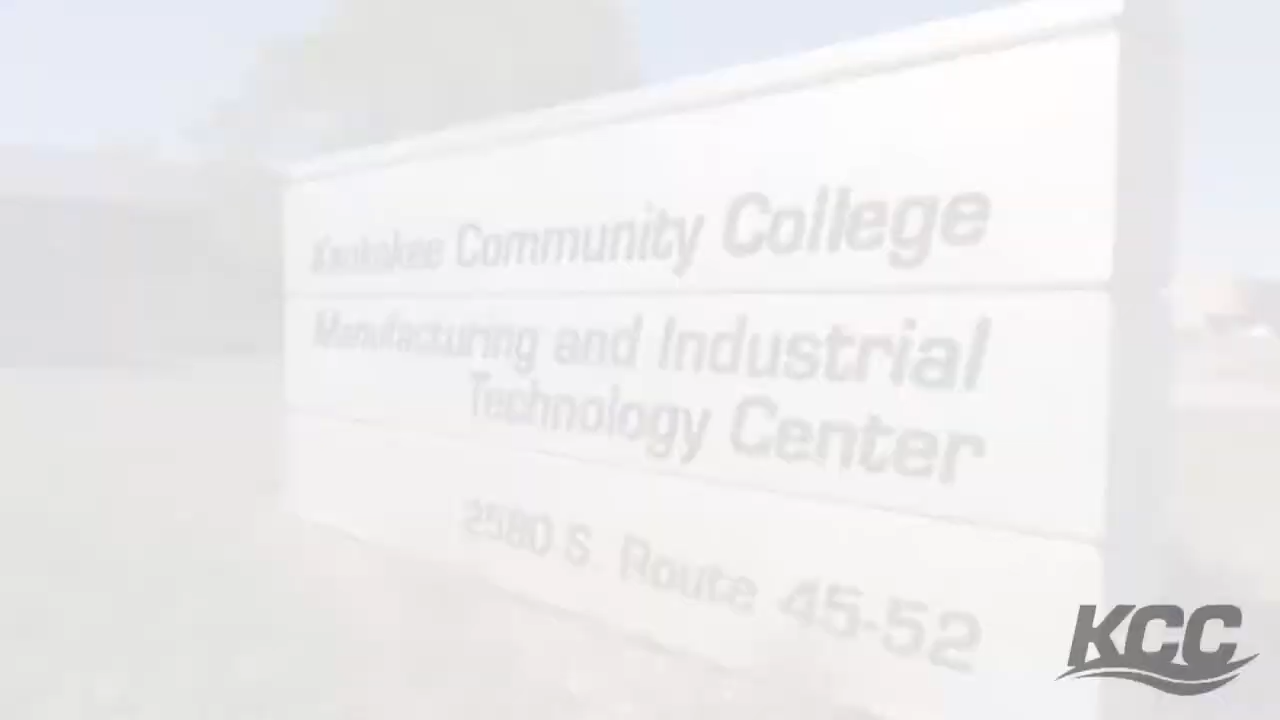 Kankakee Community College
Manufacturing and Industrial
Technology Center
2580 S. Route 45-52
KCC